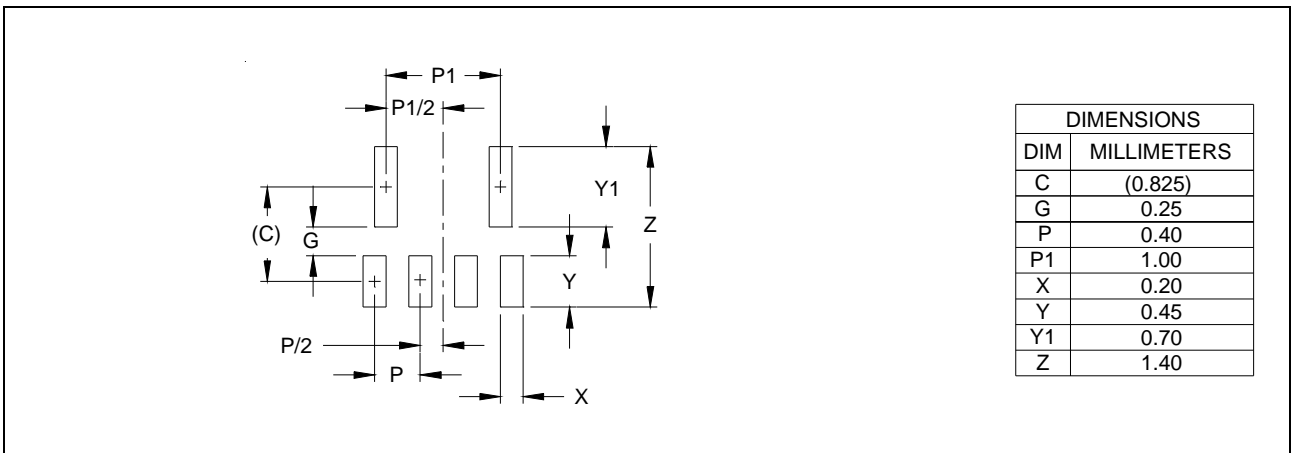 P1
P1/2
Y1
Z
(C)
G
Y
P/2
P
X
DIMENSIONS
DIM MILLIMETERS
C (0.825)
G 0.25
P 0.40
P1 1.00
X 0.20
Y 0.45
Y1 0.70
Z 1.40